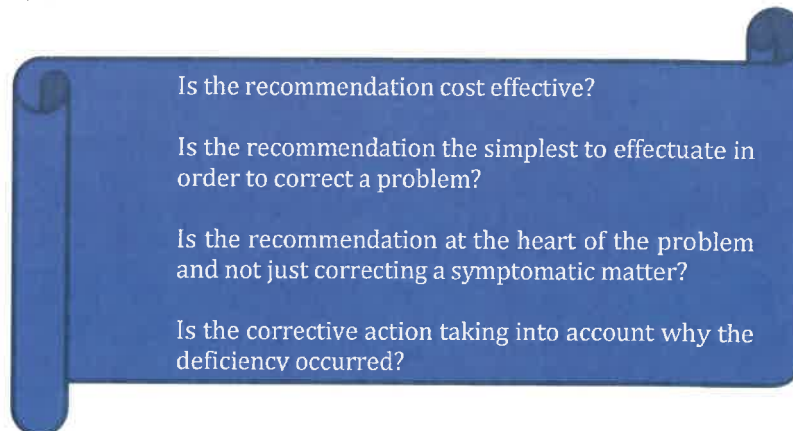 Is the recommendation cost effective?
Is the recommendation the simplest to effectuate in
order to correct a problem?
Is the recommendation at the heart of the problem
and not just correcting a symptomatic matter?
Is the corrective action taking into account why the
deficiency occurred?